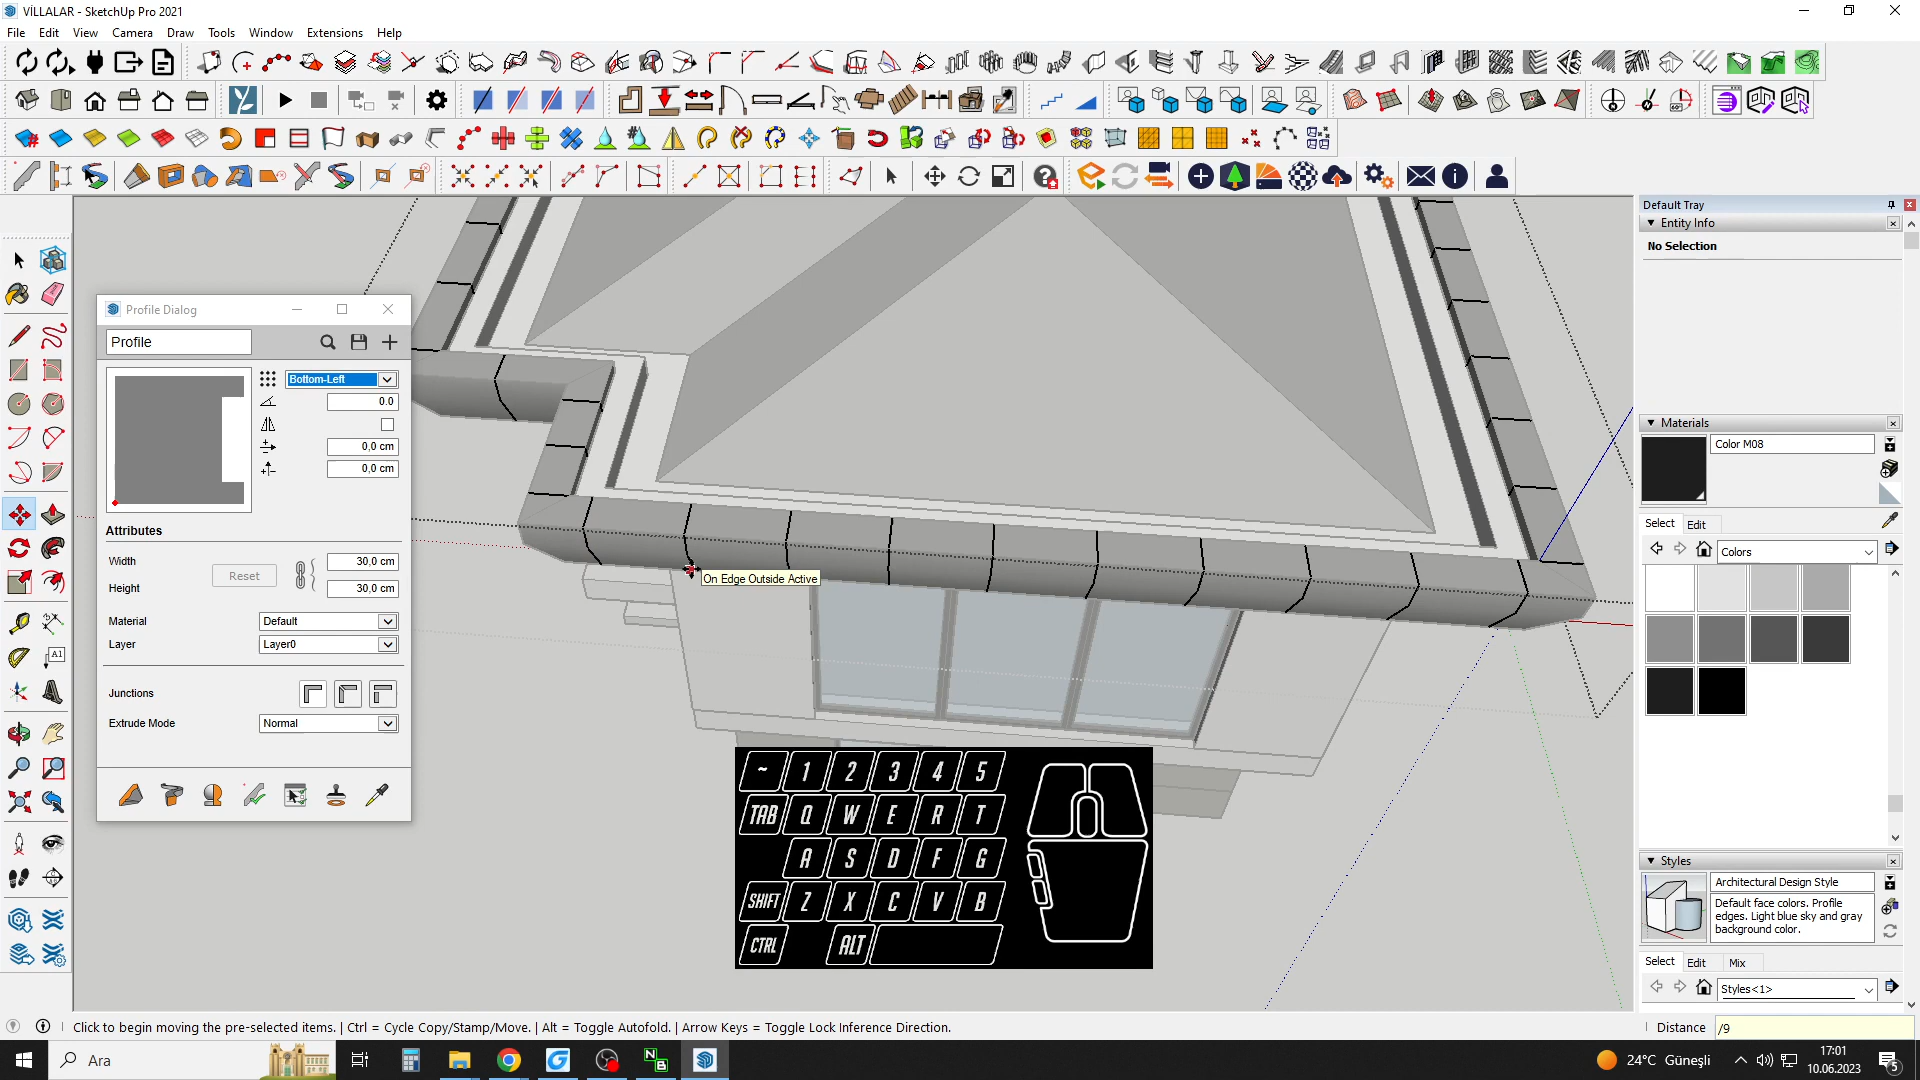 VİLLALAR - SketchUp Pro 2021
File Edit View Camera Draw Tools Window Extensions Help
Default Tray
Entity Info
No Selection
Profile Dialog
Profile
Bottom-Left
0.0
0,0 cm
0,0 cm
Attributes
Width 30,0 cm
Reset
Height 30,0 cm
Material Default
Layer Layer0
Junctions
Extrude Mode Normal
On Edge Outside Active
~ 1 2 3 4 5
TAB Q W E R T
A S D F G
SHIFT Z X C V B
CTRL ALT
A1
Materials
Color M08
Select Edit
Colors
Styles
Architectural Design Style
Default face colors. Profile
edges. Light blue sky and gray
background color.
Select Edit Mix
Styles<1>
Click to begin moving the pre-selected items. | Ctrl = Cycle Copy/Stamp/Move. | Alt = Toggle Autofold. | Arrow Keys = Toggle Lock Inference Direction.
Distance /9
Ara
24°C Güneşli
17:01
10.06.2023
5